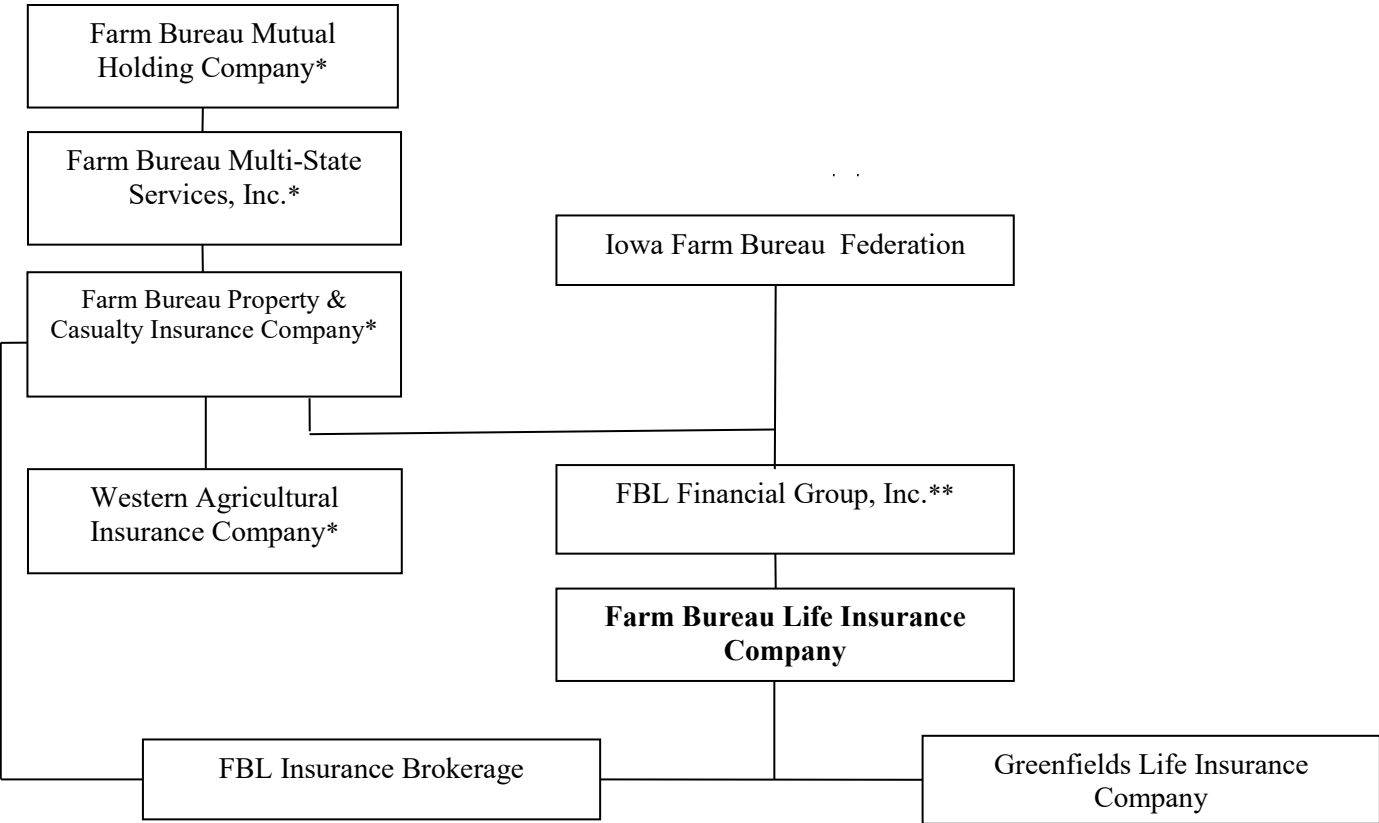 Farm Bureau Mutual
Holding Company*
Farm Bureau Multi-State
Services, Inc.*
Iowa Farm Bureau  Federation
Farm Bureau Property &
Casualty Insurance Company*
Western Agricultural
Insurance Company*
FBL Financial Group, Inc.**
Farm Bureau Life Insurance
Company
FBL Insurance Brokerage
Greenfields Life Insurance
Company